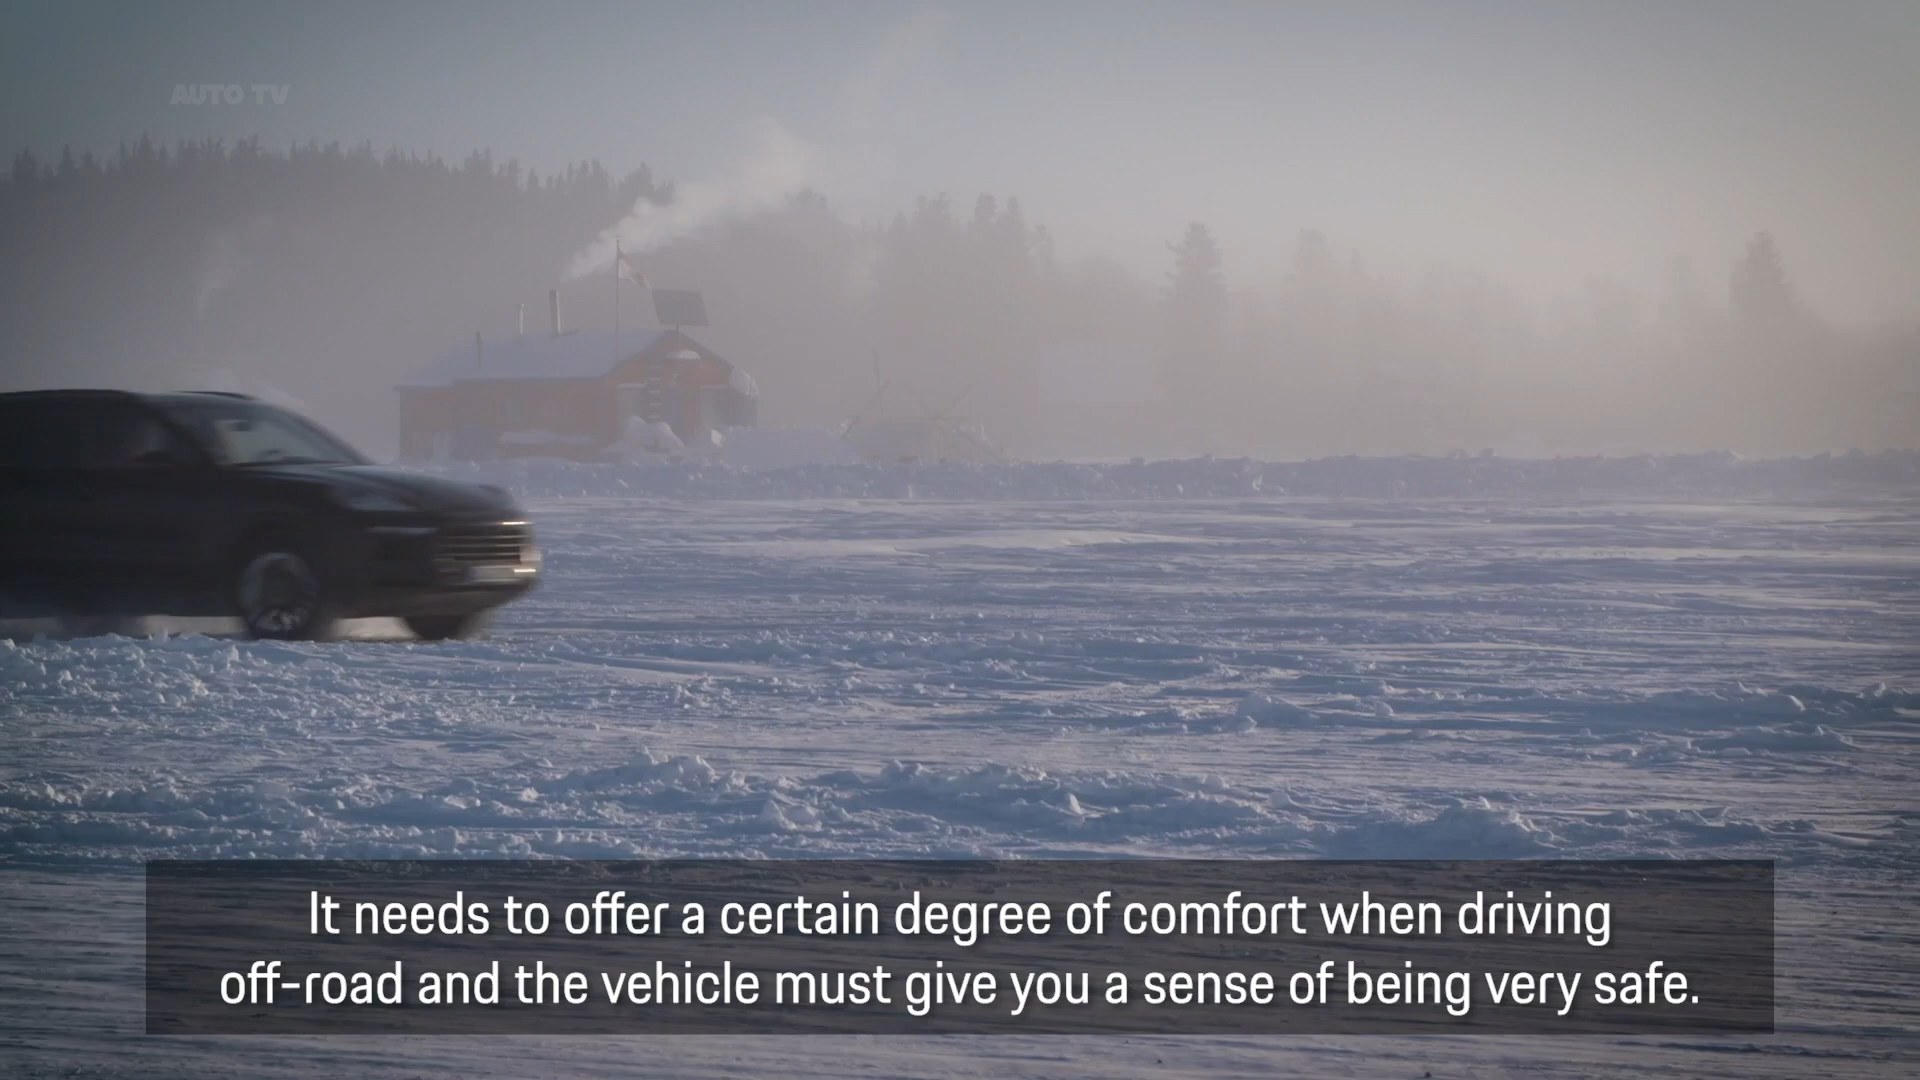 AUTO TV
It needs to offer a certain degree of comfort when driving
off-road and the vehicle must give you a sense of being very safe.